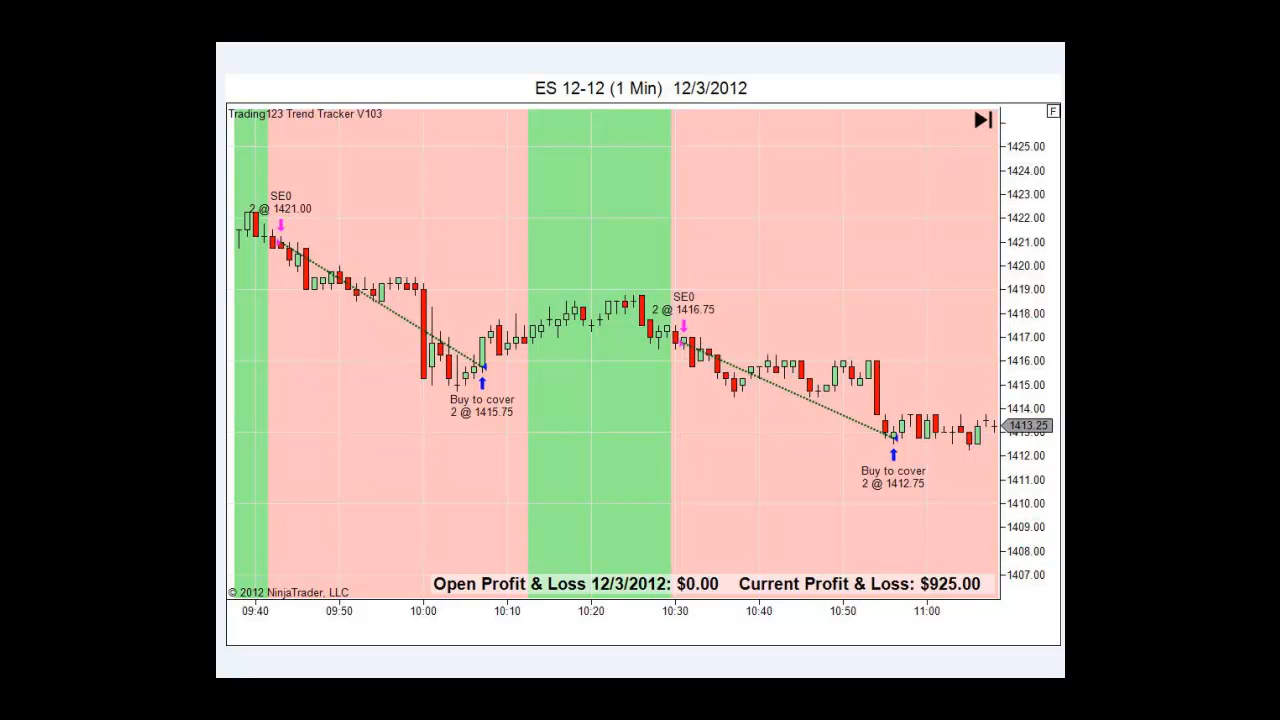 ES 12-12 (1 Min) 12/3/2012
Trading123 Trend Tracker V103
F
1425.00
1424.00
1423.00
1422.00
1421.00
1420.00
1419.00
1418.00
1417.00
1416.00
1415.00
1414.00
1413.25
1413.00
1412.00
1411.00
1410.00
1409.00
1408.00
1407.00
SE0
2 @ 1421.00
Buy to cover
2 @ 1415.75
SE0
2 @ 1416.75
Buy to cover
2 @ 1412.75
Open Profit & Loss 12/3/2012: $0.00 Current Profit & Loss: $925.00
© 2012 NinjaTrader, LLC
09:40 09:50 10:00 10:10 10:20 10:30 10:40 10:50 11:00